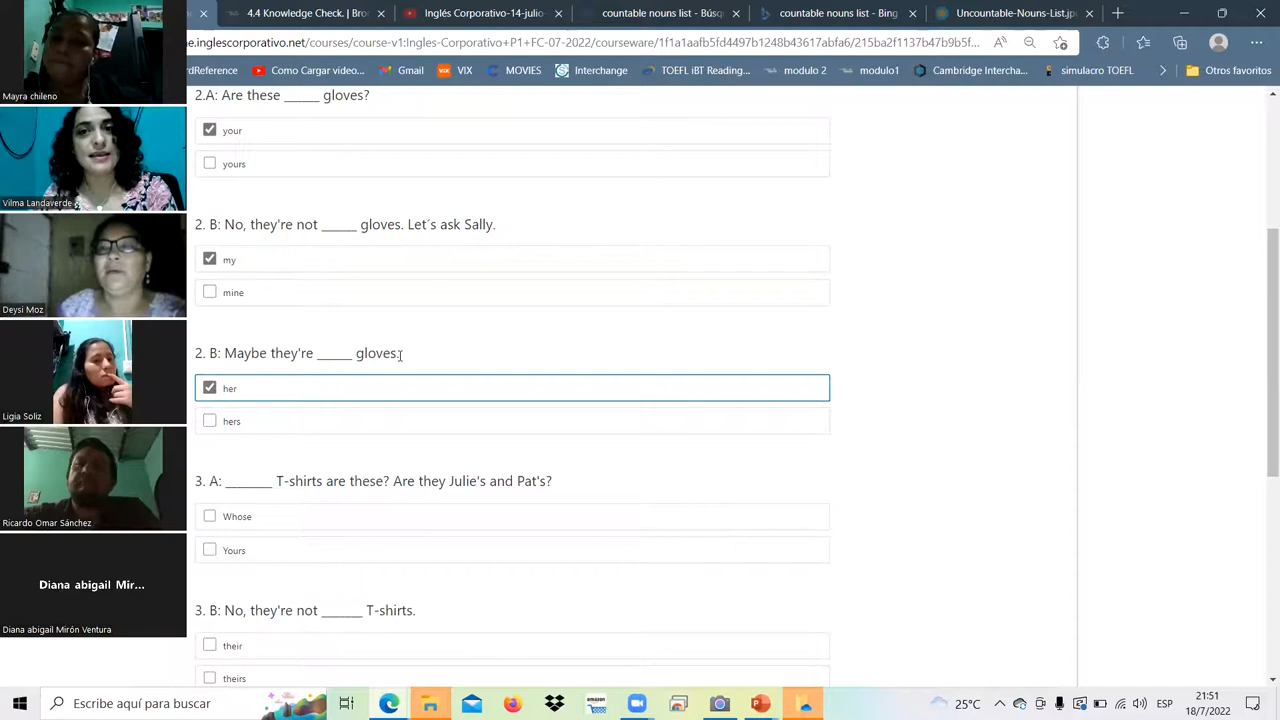 4.4 Knowledge Check. | Bro
Inglés Corporativo-14-ju
countable nouns list - Búsc
countable nouns - Bing
Uncountable-Nouns-List.jp
e.inglescorporativo.net/courses/course-v1:Ingles-Corporativo+P1+FC-07-2022/courseware/1f1a1aafb5fd4497b1248b43617abfa6/215ba2f1137b47b9b5f...
rdReference
Como Cargar video...
Gmail
VIX
MOVIES
Interchange
TOEFL iBT Reading...
modulo 2
modulo1
Cambridge Intercha...
simulacro TOEFL
Otros favoritos
Mayra chileno
Vilma Landaverde
Deysi Moz
Ligia Soliz
Ricardo Omar Sánchez
Diana abigail Mir...
Diana abigail Mirón Ventura
2.A: Are these ______ gloves?
your
yours
2. B: No, they're not ______ gloves. Let´s ask Sally.
my
mine
2. B: Maybe they're ______ gloves.
her
hers
3. A: ________ T-shirts are these? Are they Julie's and Pat's?
Whose
Yours
3. B: No, they're not _______ T-shirts.
their
theirs
Escribe aquí para buscar
amazon
25°C
ESP
21:51
18/7/2022